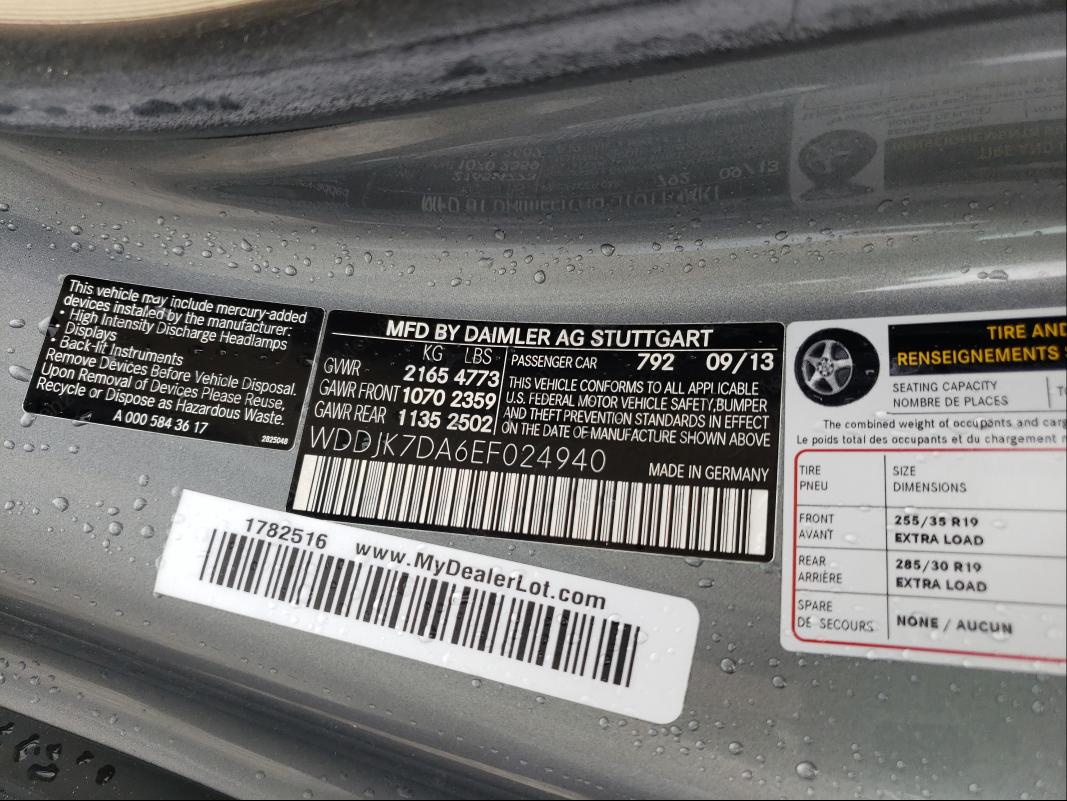 This vehicle may include mercury-added
devices installed by the manufacturer:
• High Intensity Discharge Headlamps
• Displays
• Back-lit Instruments
Remove Devices Before Vehicle Disposal.
Upon Removal of Devices Please Reuse,
Recycle or Dispose as Hazardous Waste.
A 000 584 36 17
2825048
MFD BY DAIMLER AG STUTTGART
KG LBS
GVWR 2165 4773
GAWR FRONT 1070 2359
GAWR REAR 1135 2502
PASSENGER CAR 792 09/13
THIS VEHICLE CONFORMS TO ALL APPLICABLE
U.S. FEDERAL MOTOR VEHICLE SAFETY, BUMPER
AND THEFT PREVENTION STANDARDS IN EFFECT
ON THE DATE OF MANUFACTURE SHOWN ABOVE
WDDJK7DA6EF024940
MADE IN GERMANY
1782516 www.MyDealerLot.com
TIRE AND
RENSEIGNEMENTS
SEATING CAPACITY
NOMBRE DE PLACES
The combined weight of occupants and
Le poids total des occupants et du chargement
TIRE SIZE
PNEU DIMENSIONS
FRONT 255/35 R19
AVANT EXTRA LOAD
REAR 285/30 R19
ARRIÈRE EXTRA LOAD
SPARE NONE / AUCUN
DE SECOURS